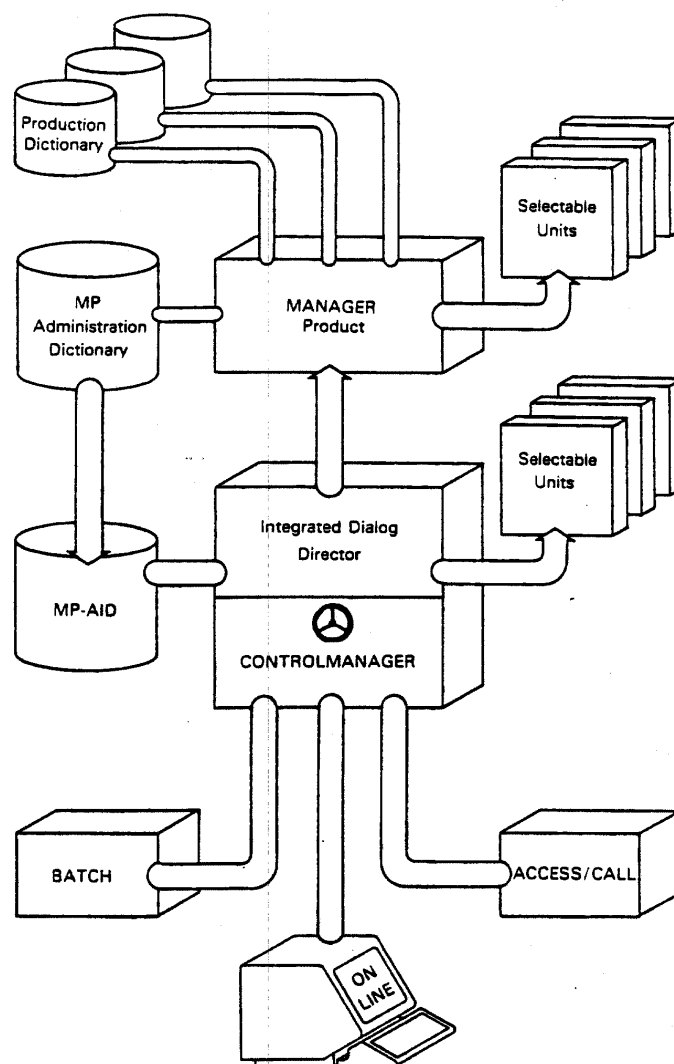 Production
Dictionary
Selectable
Units
MP
Administration
Dictionary
MANAGER
Product
Selectable
Units
Integrated Dialog
Director
MP-AID
CONTROLMANAGER
BATCH
ACCESS/CALL
ON
LINE